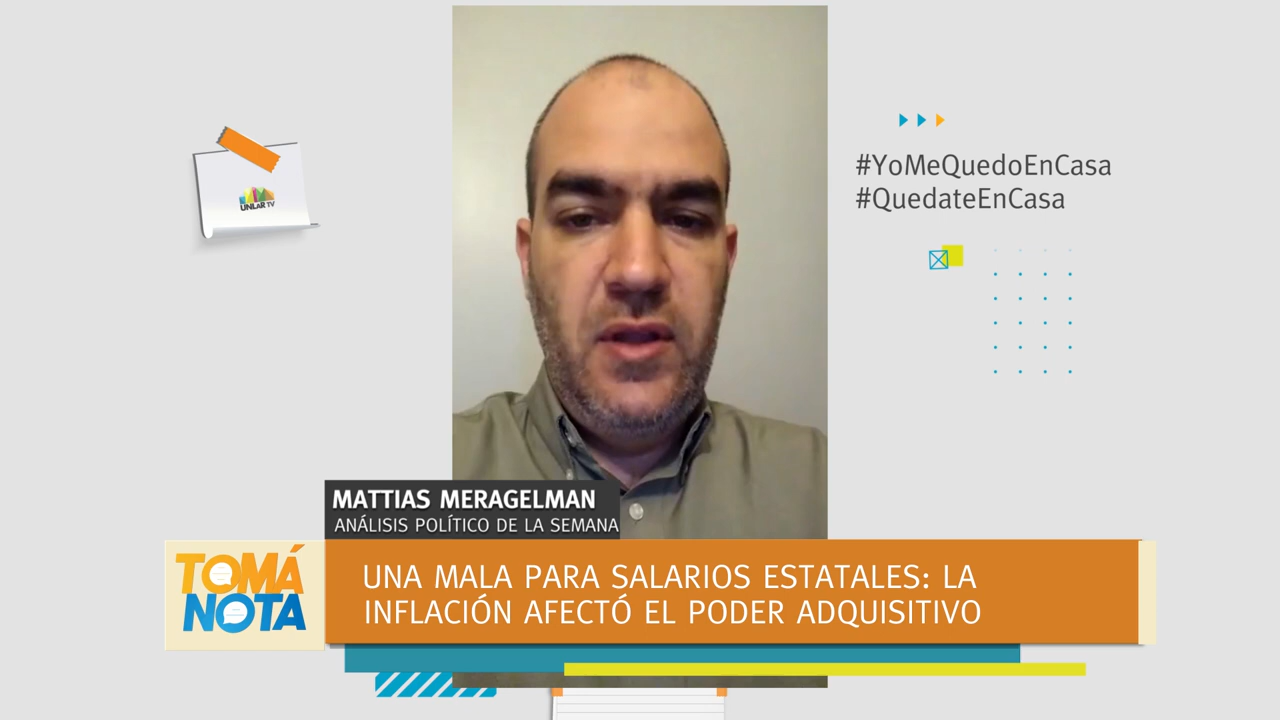 UNLAR TV
#YoMeQuedoEnCasa
#QuedateEnCasa
MATTIAS MERAGELMAN
ANÁLISIS POLÍTICO DE LA SEMANA
TOMÁ
NOTA
UNA MALA PARA SALARIOS ESTATALES: LA
INFLACIÓN AFECTÓ EL PODER ADQUISITIVO